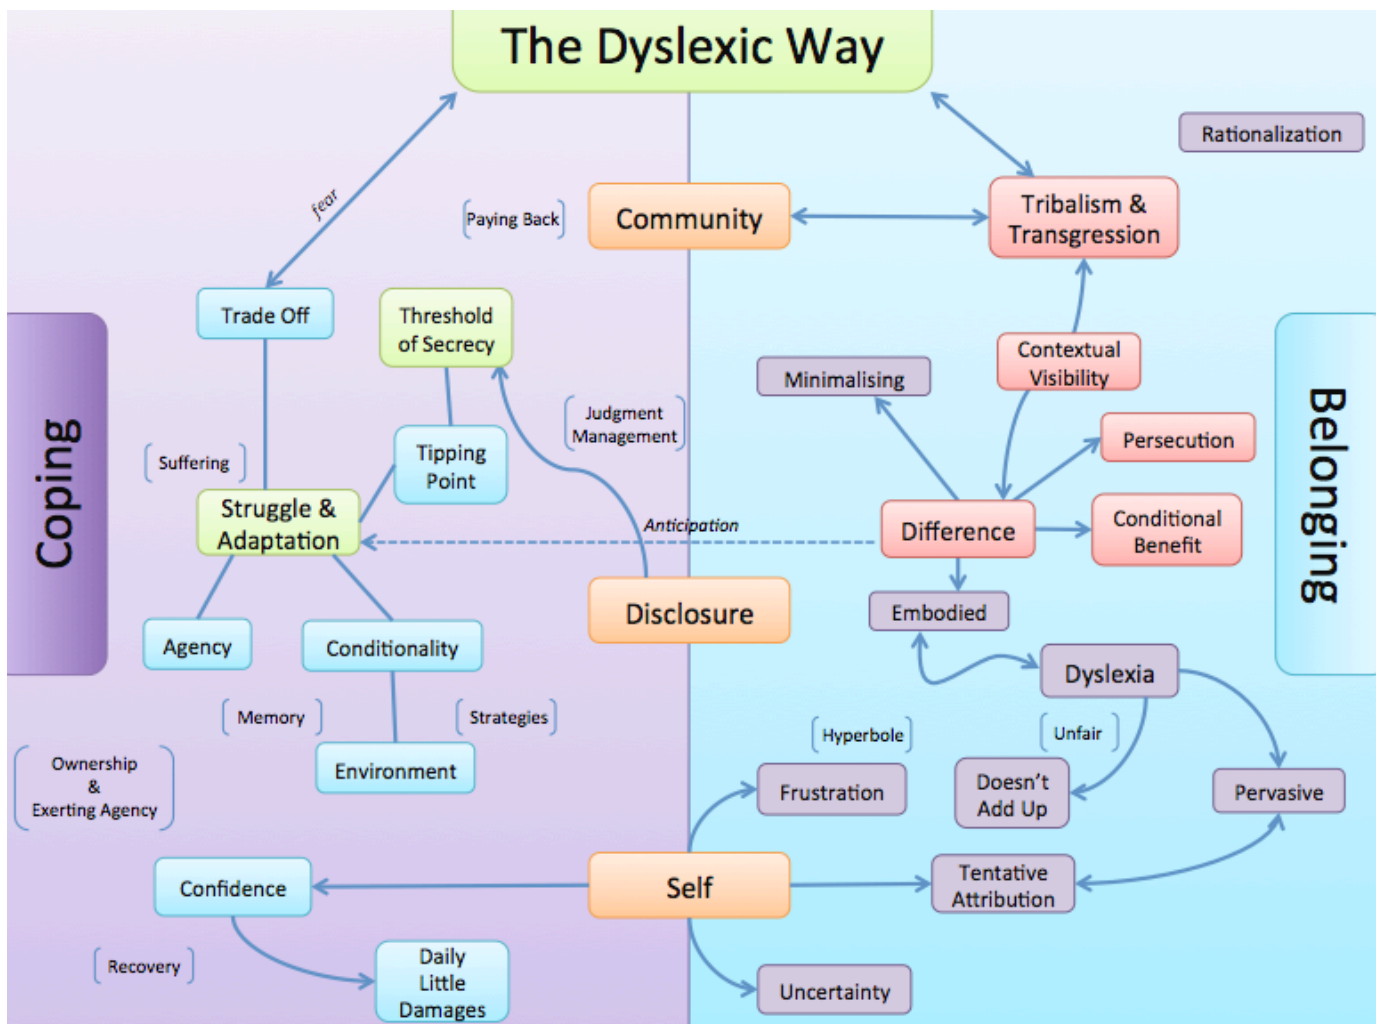 The Dyslexic Way
Rationalization
fear
Paying Back
Community
Tribalism &
Transgression
Trade Off
Threshold
of Secrecy
Contextual
Visibility
Minimalising
Judgment
Management
Coping
Belonging
Suffering
Tipping
Point
Persecution
Struggle &
Adaptation
Anticipation
Difference
Conditional
Benefit
Embodied
Disclosure
Agency
Conditionality
Dyslexia
Memory
Strategies
Hyperbole
Unfair
Ownership
&
Exerting Agency
Environment
Frustration
Doesn't
Add Up
Pervasive
Confidence
Self
Tentative
Attribution
Recovery
Daily
Little
Damages
Uncertainty